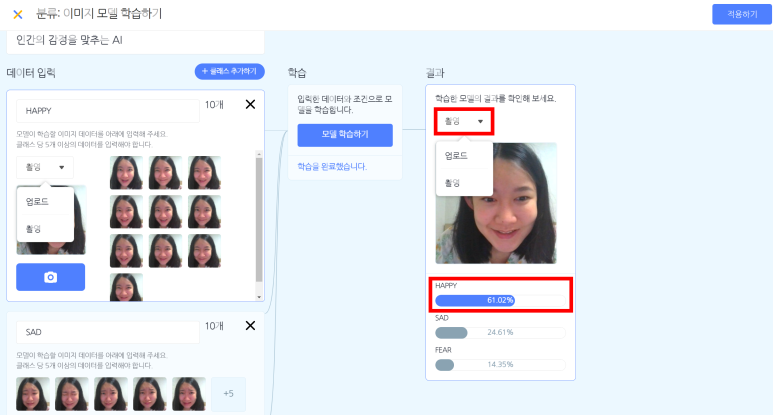 분류: 이미지 모델 학습하기
적용하기
인간의 감정을 맞추는 AI
데이터 입력
+ 클래스 추가하기
HAPPY
10개
모델이 학습할 이미지 데이터를 아래에 입력해 주세요.
클래스 당 5개 이상의 데이터를 입력해야 합니다.
촬영
업로드
촬영
SAD
10개
모델이 학습할 이미지 데이터를 아래에 입력해 주세요.
클래스 당 5개 이상의 데이터를 입력해야 합니다.
+5
학습
입력한 데이터와 조건으로 모
델을 학습합니다.
모델 학습하기
학습을 완료했습니다.
결과
학습한 모델의 결과를 확인해 보세요.
촬영
업로드
촬영
HAPPY
61.02%
SAD
24.61%
FEAR
14.35%